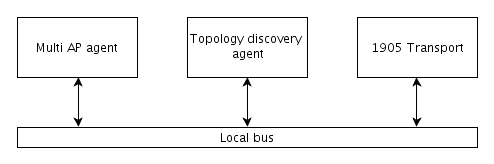 Multi AP agent
Topology discovery
agent
1905 Transport
Local bus